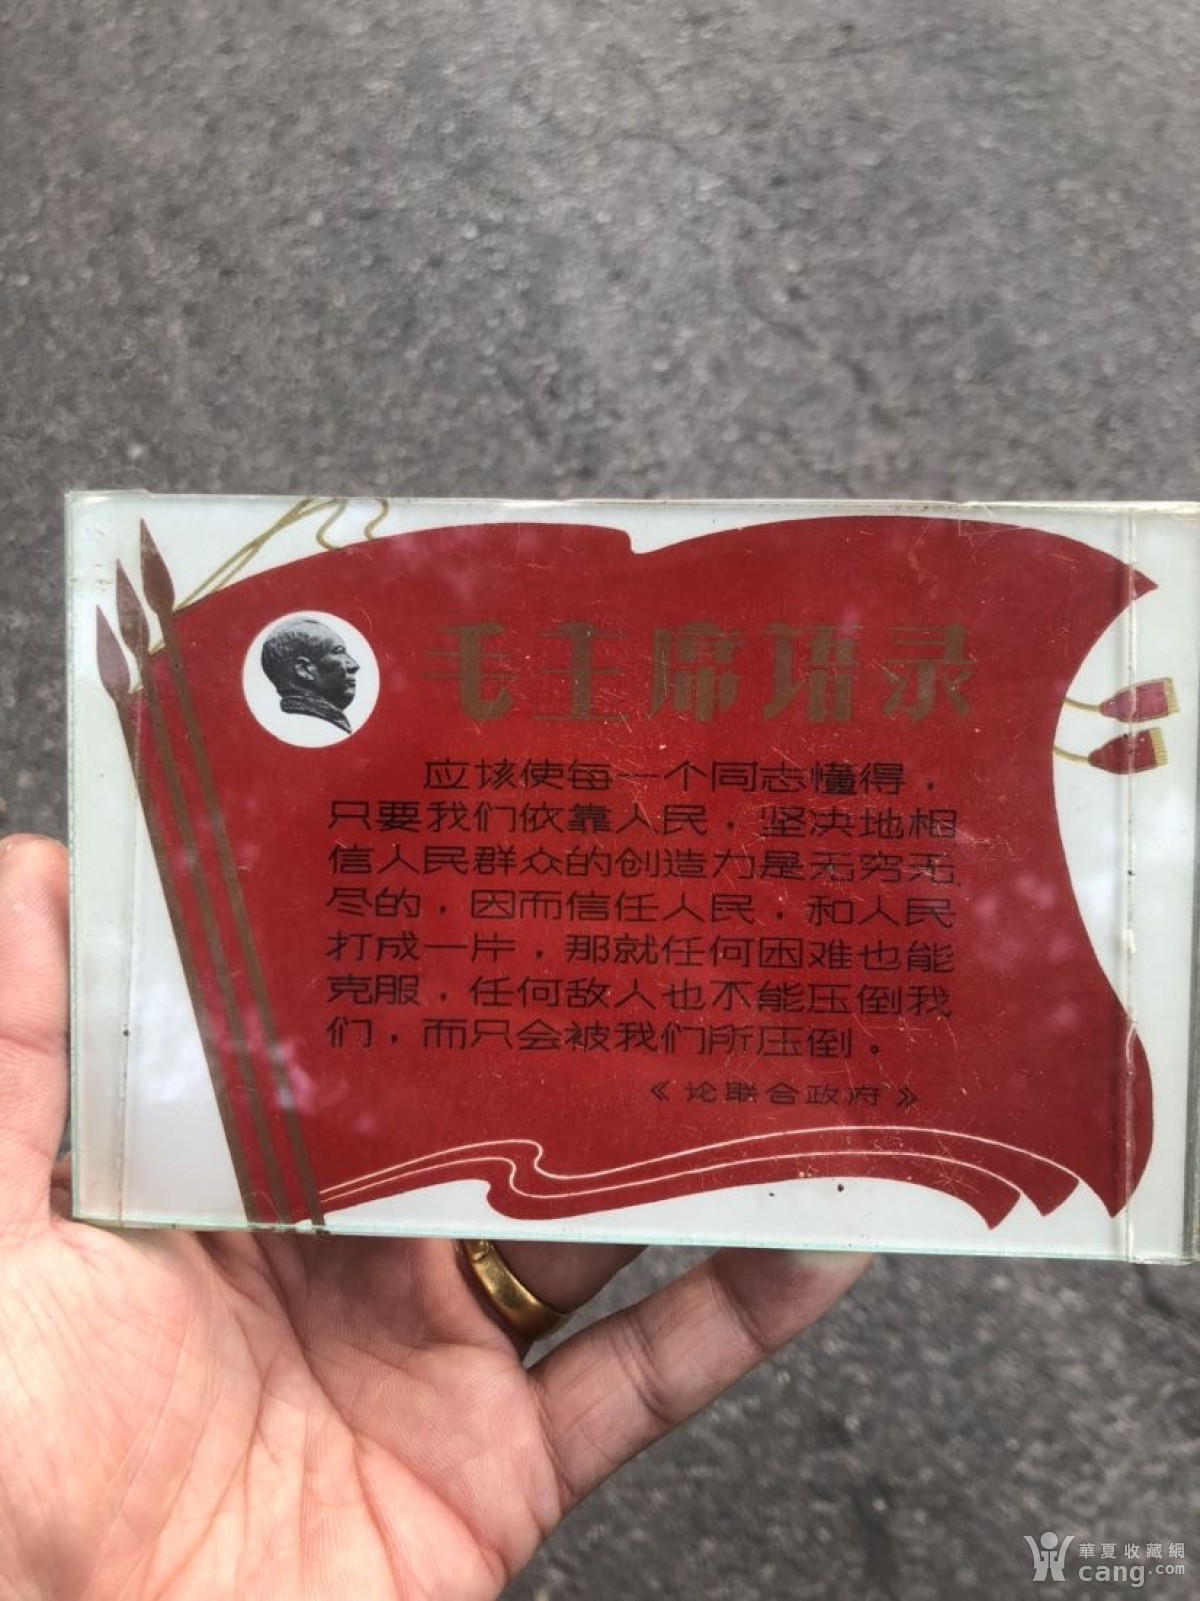 毛主席语录
应该使每一个同志懂得，
只要我们依靠人民，坚决地相
信人民群众的创造力是无穷无
尽的，因而信任人民，和人民
打成一片，那就任何困难也能
克服，任何敌人也不能压倒我
们，而只会被我们所压倒。
《论联合政府》
華夏收藏網
cang.com